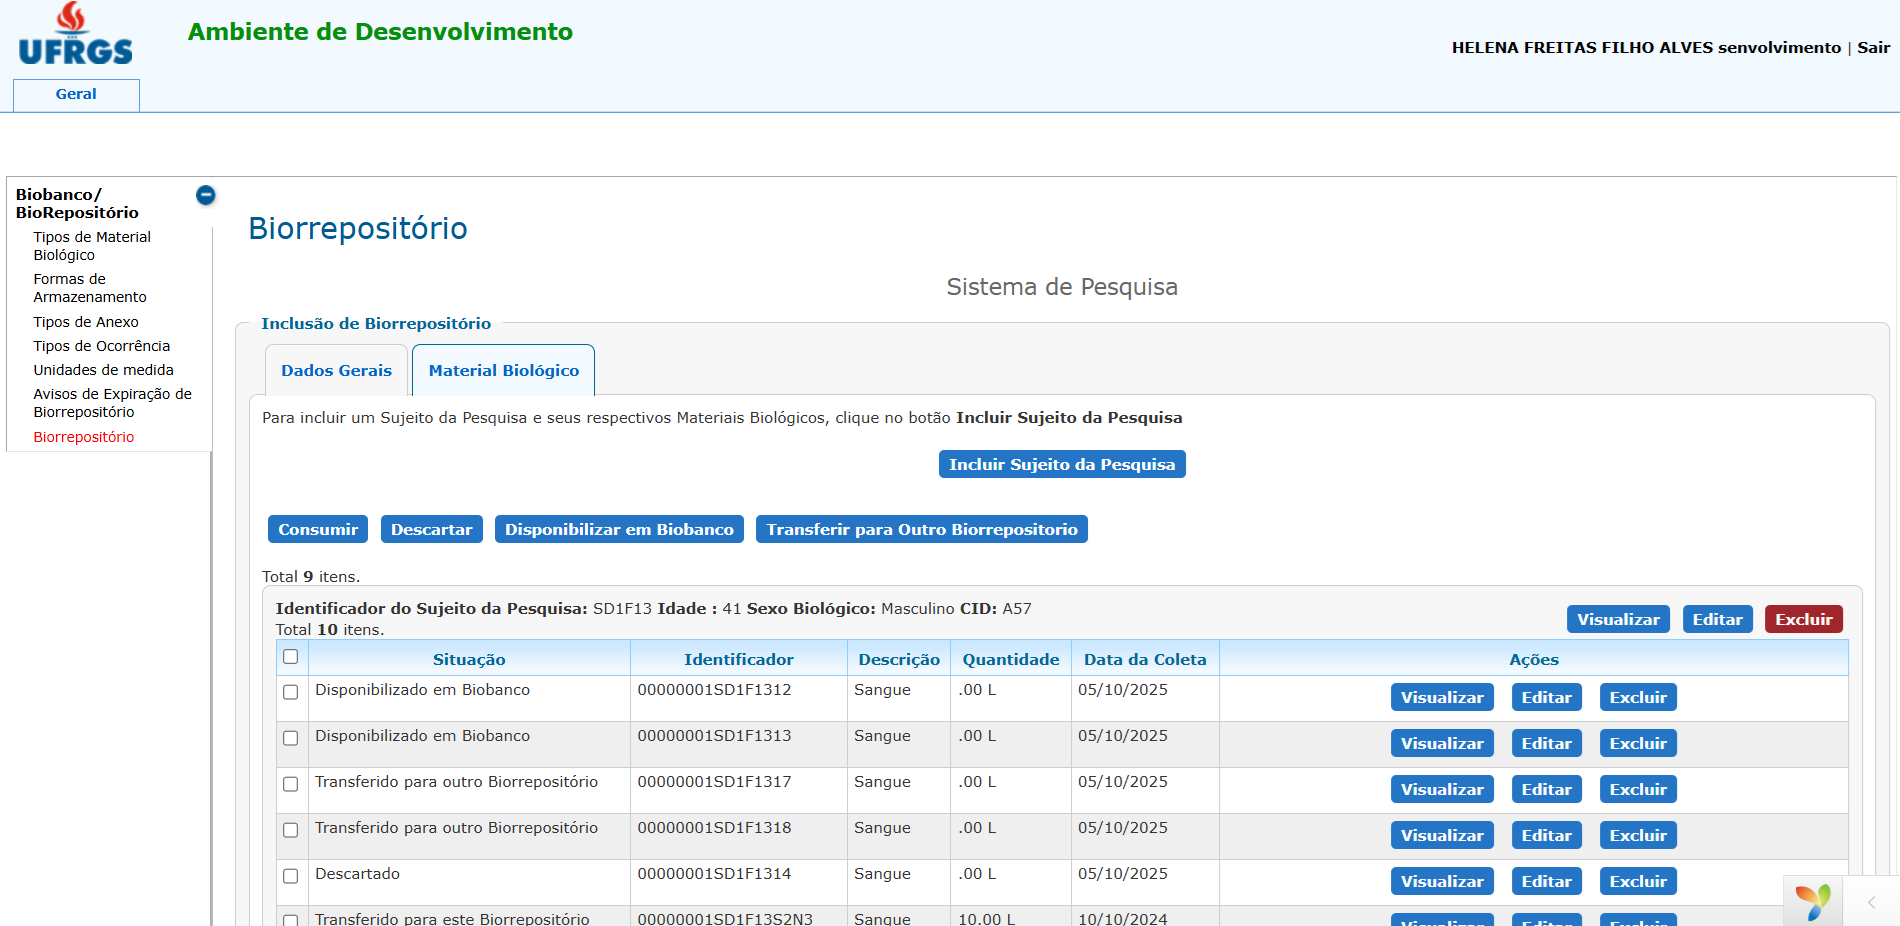 UFRGS
Ambiente de Desenvolvimento
HELENA FREITAS FILHO ALVES senvolvimento | Sair
Geral
Biobanco/
BioRepositório
Tipos de Material
Biológico
Formas de
Armazenamento
Tipos de Anexo
Tipos de Ocorrência
Unidades de medida
Avisos de Expiração de
Biorrepositório
Biorrepositório
Biorrepositório
Sistema de Pesquisa
Inclusão de Biorrepositório
Dados Gerais Material Biológico
Para incluir um Sujeito da Pesquisa e seus respectivos Materiais Biológicos, clique no botão Incluir Sujeito da Pesquisa
Incluir Sujeito da Pesquisa
Consumir Descartar Disponibilizar em Biobanco Transferir para Outro Biorrepositorio
Total 9 itens.
Identificador do Sujeito da Pesquisa: SD1F13 Idade : 41 Sexo Biológico: Masculino CID: A57
Visualizar Editar Excluir
Total 10 itens.
Situação Identificador Descrição Quantidade Data da Coleta Ações
Disponibilizado em Biobanco 00000001SD1F1312 Sangue .00 L 05/10/2025 Visualizar Editar Excluir
Disponibilizado em Biobanco 00000001SD1F1313 Sangue .00 L 05/10/2025 Visualizar Editar Excluir
Transferido para outro Biorrepositório 00000001SD1F1317 Sangue .00 L 05/10/2025 Visualizar Editar Excluir
Transferido para outro Biorrepositório 00000001SD1F1318 Sangue .00 L 05/10/2025 Visualizar Editar Excluir
Descartado 00000001SD1F1314 Sangue .00 L 05/10/2025 Visualizar Editar Excluir
Transferido para este Biorrepositório 00000001SD1F13S2N3 Sangue 10.00 L 10/10/2024 Visualizar Editar Excluir